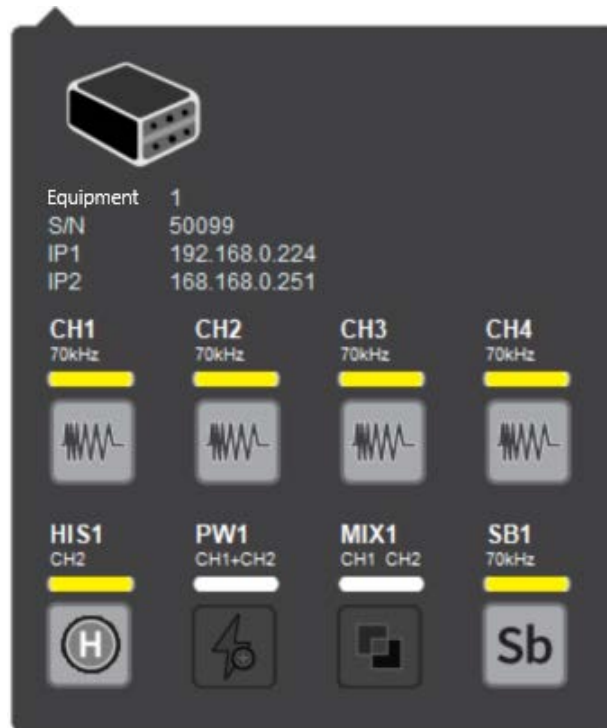 Equipment 1
S/N 50099
IP1 192.168.0.224
IP2 168.168.0.251
CH1 CH2 CH3 CH4
70kHz 70kHz 70kHz 70kHz
HIS1 PW1 MIX1 SB1
CH2 CH1+CH2 CH1 CH2 70kHz
H Sb